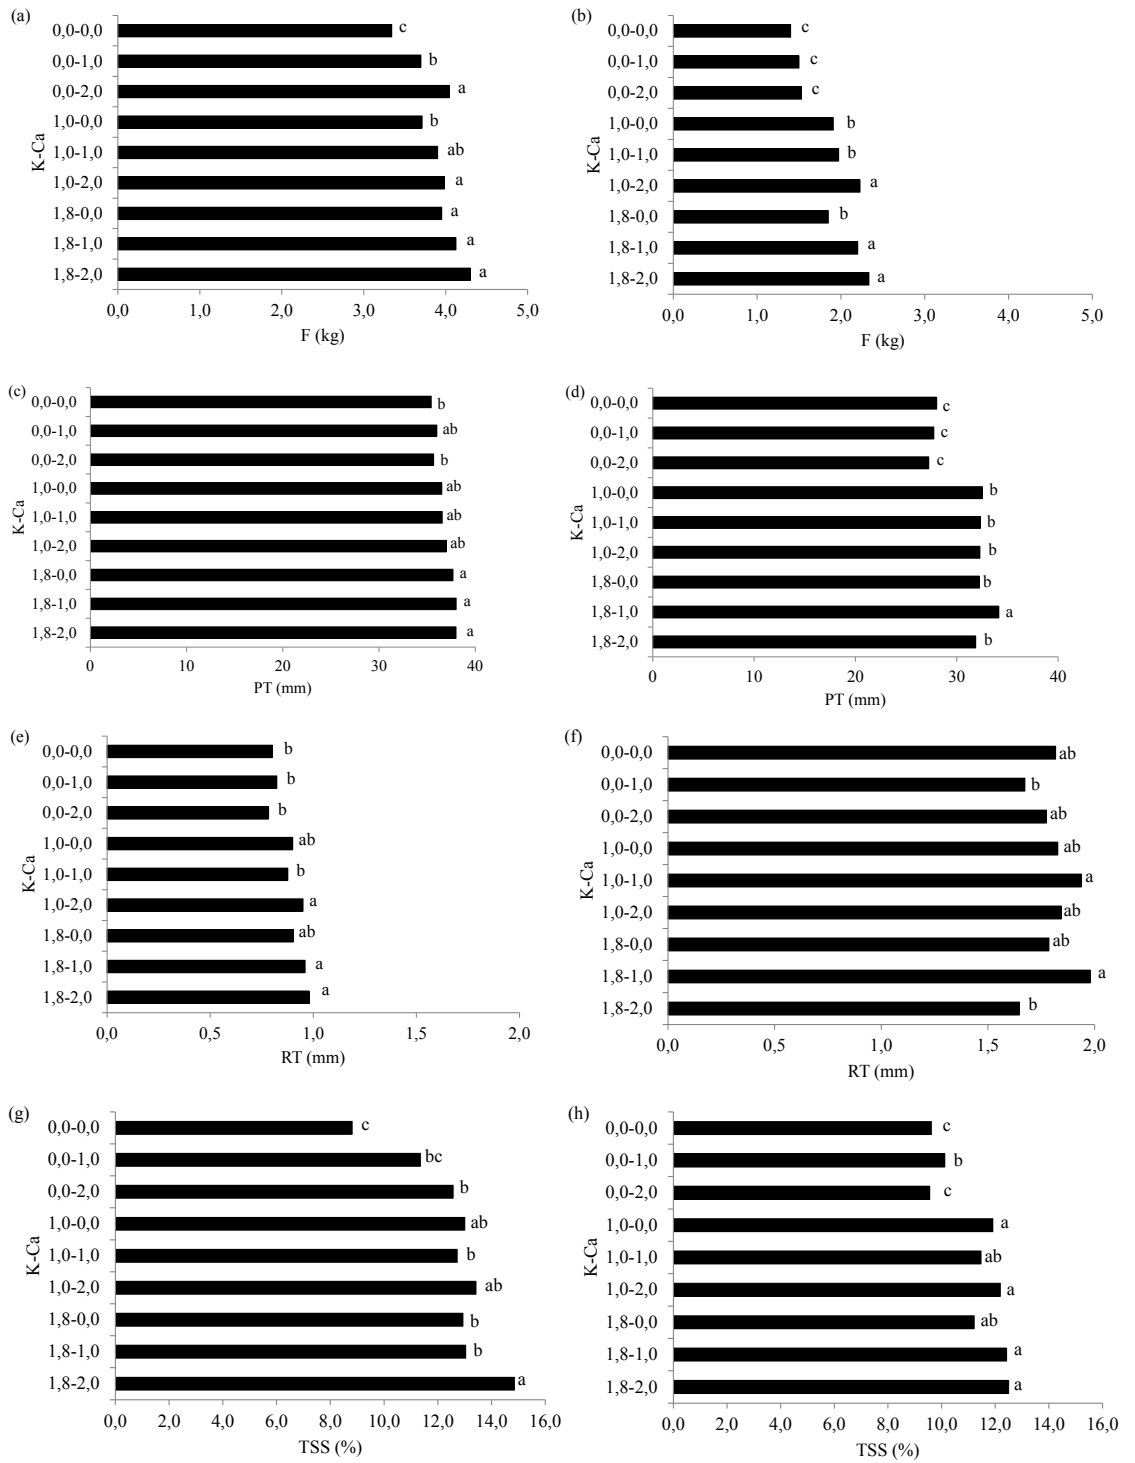 (a)
K-Ca
0,0-0,0 c
0,0-1,0 b
0,0-2,0 a
1,0-0,0 b
1,0-1,0 ab
1,0-2,0 a
1,8-0,0 a
1,8-1,0 a
1,8-2,0 a
0,0 1,0 2,0 3,0 4,0 5,0
F (kg)
(b)
K-Ca
0,0-0,0 c
0,0-1,0 c
0,0-2,0 c
1,0-0,0 b
1,0-1,0 b
1,0-2,0 a
1,8-0,0 b
1,8-1,0 a
1,8-2,0 a
0,0 1,0 2,0 3,0 4,0 5,0
F (kg)
(c)
K-Ca
0,0-0,0 b
0,0-1,0 ab
0,0-2,0 b
1,0-0,0 ab
1,0-1,0 ab
1,0-2,0 ab
1,8-0,0 a
1,8-1,0 a
1,8-2,0 a
0 10 20 30 40
PT (mm)
(d)
K-Ca
0,0-0,0 c
0,0-1,0 c
0,0-2,0 c
1,0-0,0 b
1,0-1,0 b
1,0-2,0 b
1,8-0,0 b
1,8-1,0 a
1,8-2,0 b
0 10 20 30 40
PT (mm)
(e)
K-Ca
0,0-0,0 b
0,0-1,0 b
0,0-2,0 b
1,0-0,0 ab
1,0-1,0 b
1,0-2,0 a
1,8-0,0 ab
1,8-1,0 a
1,8-2,0 a
0,0 0,5 1,0 1,5 2,0
RT (mm)
(f)
K-Ca
0,0-0,0 ab
0,0-1,0 b
0,0-2,0 ab
1,0-0,0 ab
1,0-1,0 a
1,0-2,0 ab
1,8-0,0 ab
1,8-1,0 a
1,8-2,0 b
0,0 0,5 1,0 1,5 2,0
RT (mm)
(g)
K-Ca
0,0-0,0 c
0,0-1,0 bc
0,0-2,0 b
1,0-0,0 ab
1,0-1,0 b
1,0-2,0 ab
1,8-0,0 b
1,8-1,0 b
1,8-2,0 a
0,0 2,0 4,0 6,0 8,0 10,0 12,0 14,0 16,0
TSS (%)
(h)
K-Ca
0,0-0,0 c
0,0-1,0 b
0,0-2,0 c
1,0-0,0 a
1,0-1,0 ab
1,0-2,0 a
1,8-0,0 ab
1,8-1,0 a
1,8-2,0 a
0,0 2,0 4,0 6,0 8,0 10,0 12,0 14,0 16,0
TSS (%)